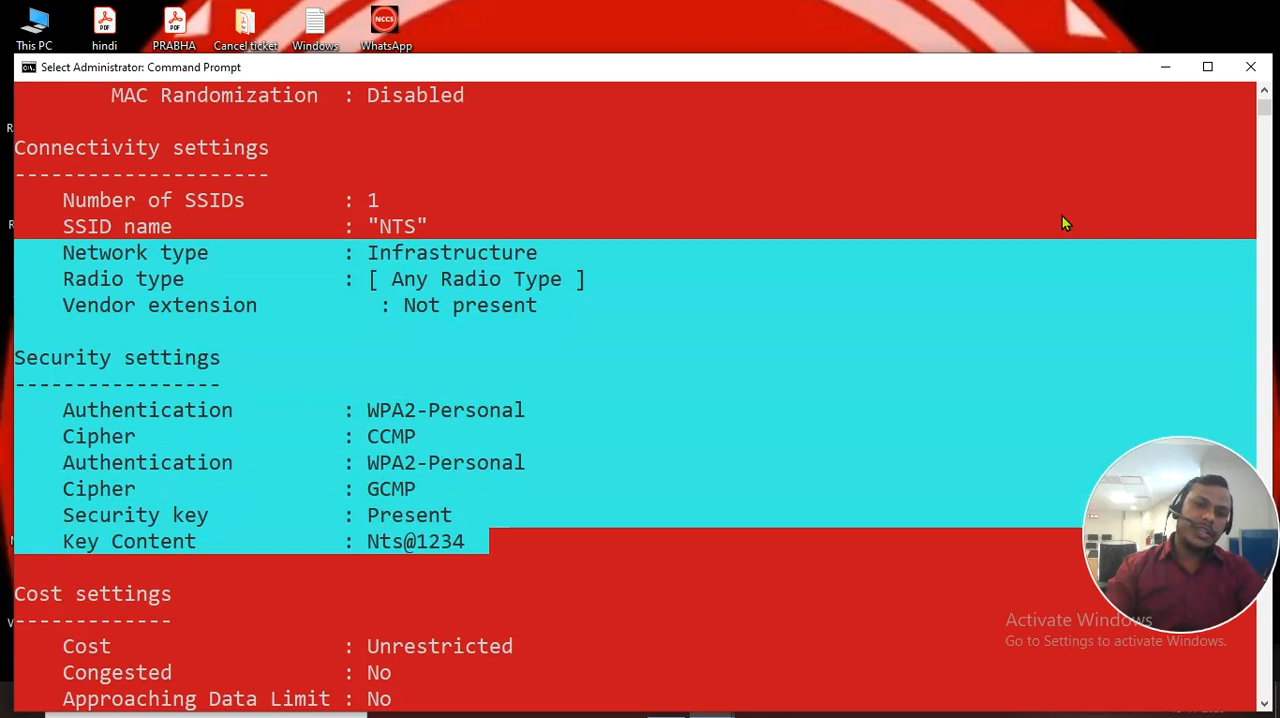 This PC
hindi
PRABHA
Cancel ticket
Windows
NCCS
WhatsApp
Select Administrator: Command Prompt
MAC Randomization : Disabled
Connectivity settings
---------------------
Number of SSIDs : 1
SSID name : "NTS"
Network type : Infrastructure
Radio type : [ Any Radio Type ]
Vendor extension : Not present
Security settings
-----------------
Authentication : WPA2-Personal
Cipher : CCMP
Authentication : WPA2-Personal
Cipher : GCMP
Security key : Present
Key Content : Nts@1234
Cost settings
-------------
Cost : Unrestricted
Congested : No
Approaching Data Limit : No
Activate Windows
Go to Settings to activate Windows.